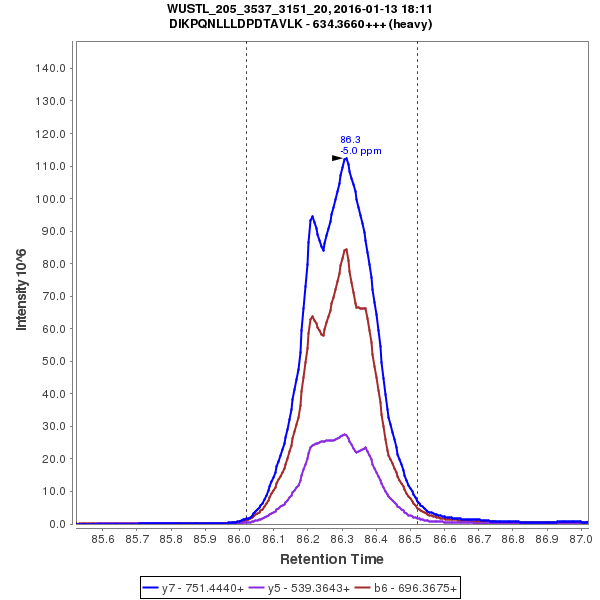 WUSTL_205_3537_3151_20, 2016-01-13 18:11
DIKPQNLLLDPDTAVLK - 634.3660+++ (heavy)
86.3
-5.0 ppm
140.0
130.0
120.0
110.0
100.0
90.0
80.0
70.0
60.0
50.0
40.0
30.0
20.0
10.0
0.0
Intensity 10^6
85.6 85.7 85.8 85.9 86.0 86.1 86.2 86.3 86.4 86.5 86.6 86.7 86.8 86.9 87.0
Retention Time
y7 - 751.4440+ y5 - 539.3643+ b6 - 696.3675+